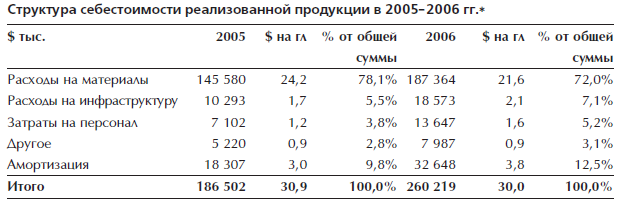 Структура себестоимости реализованной продукции в 2005–2006 гг.*
$ тыс. 2005 $ на гл % от общей 2006 $ на гл % от общей
суммы суммы
Расходы на материалы 145 580 24,2 78,1% 187 364 21,6 72,0%
Расходы на инфраструктуру 10 293 1,7 5,5% 18 573 2,1 7,1%
Затраты на персонал 7 102 1,2 3,8% 13 647 1,6 5,2%
Другое 5 220 0,9 2,8% 7 987 0,9 3,1%
Амортизация 18 307 3,0 9,8% 32 648 3,8 12,5%
Итого 186 502 30,9 100,0% 260 219 30,0 100,0%